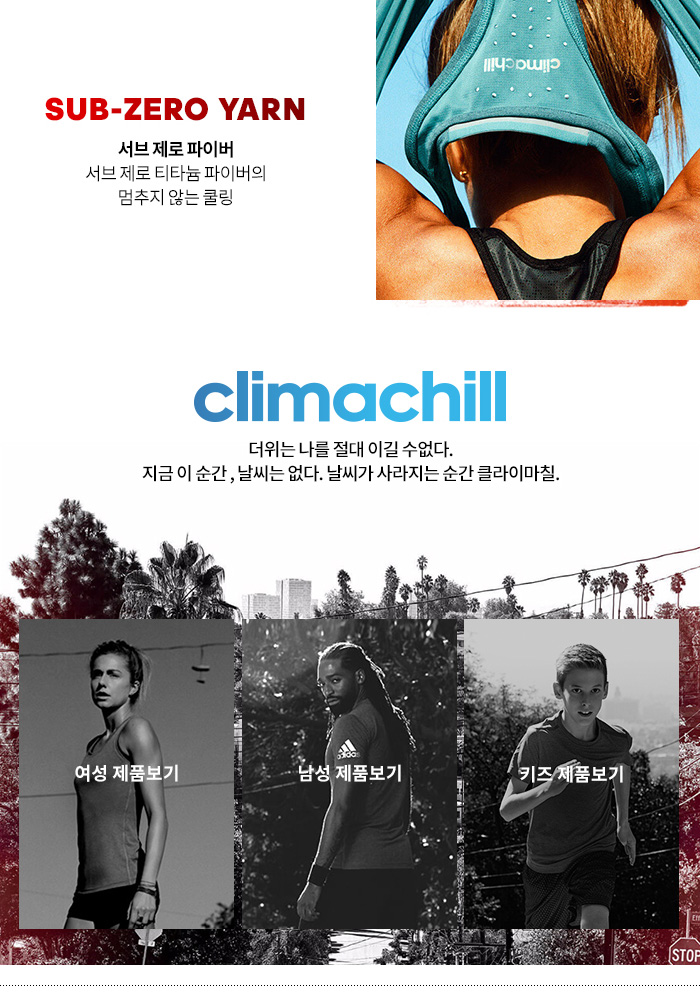 SUB-ZERO YARN
서브 제로 파이버
서브 제로 티타늄 파이버의
멈추지 않는 쿨링
climachill
climachill
더위는 나를 절대 이길 수없다.
지금 이 순간 , 날씨는 없다. 날씨가 사라지는 순간 클라이마칠.
adidas
여성 제품보기
남성 제품보기
키즈 제품보기
STOP